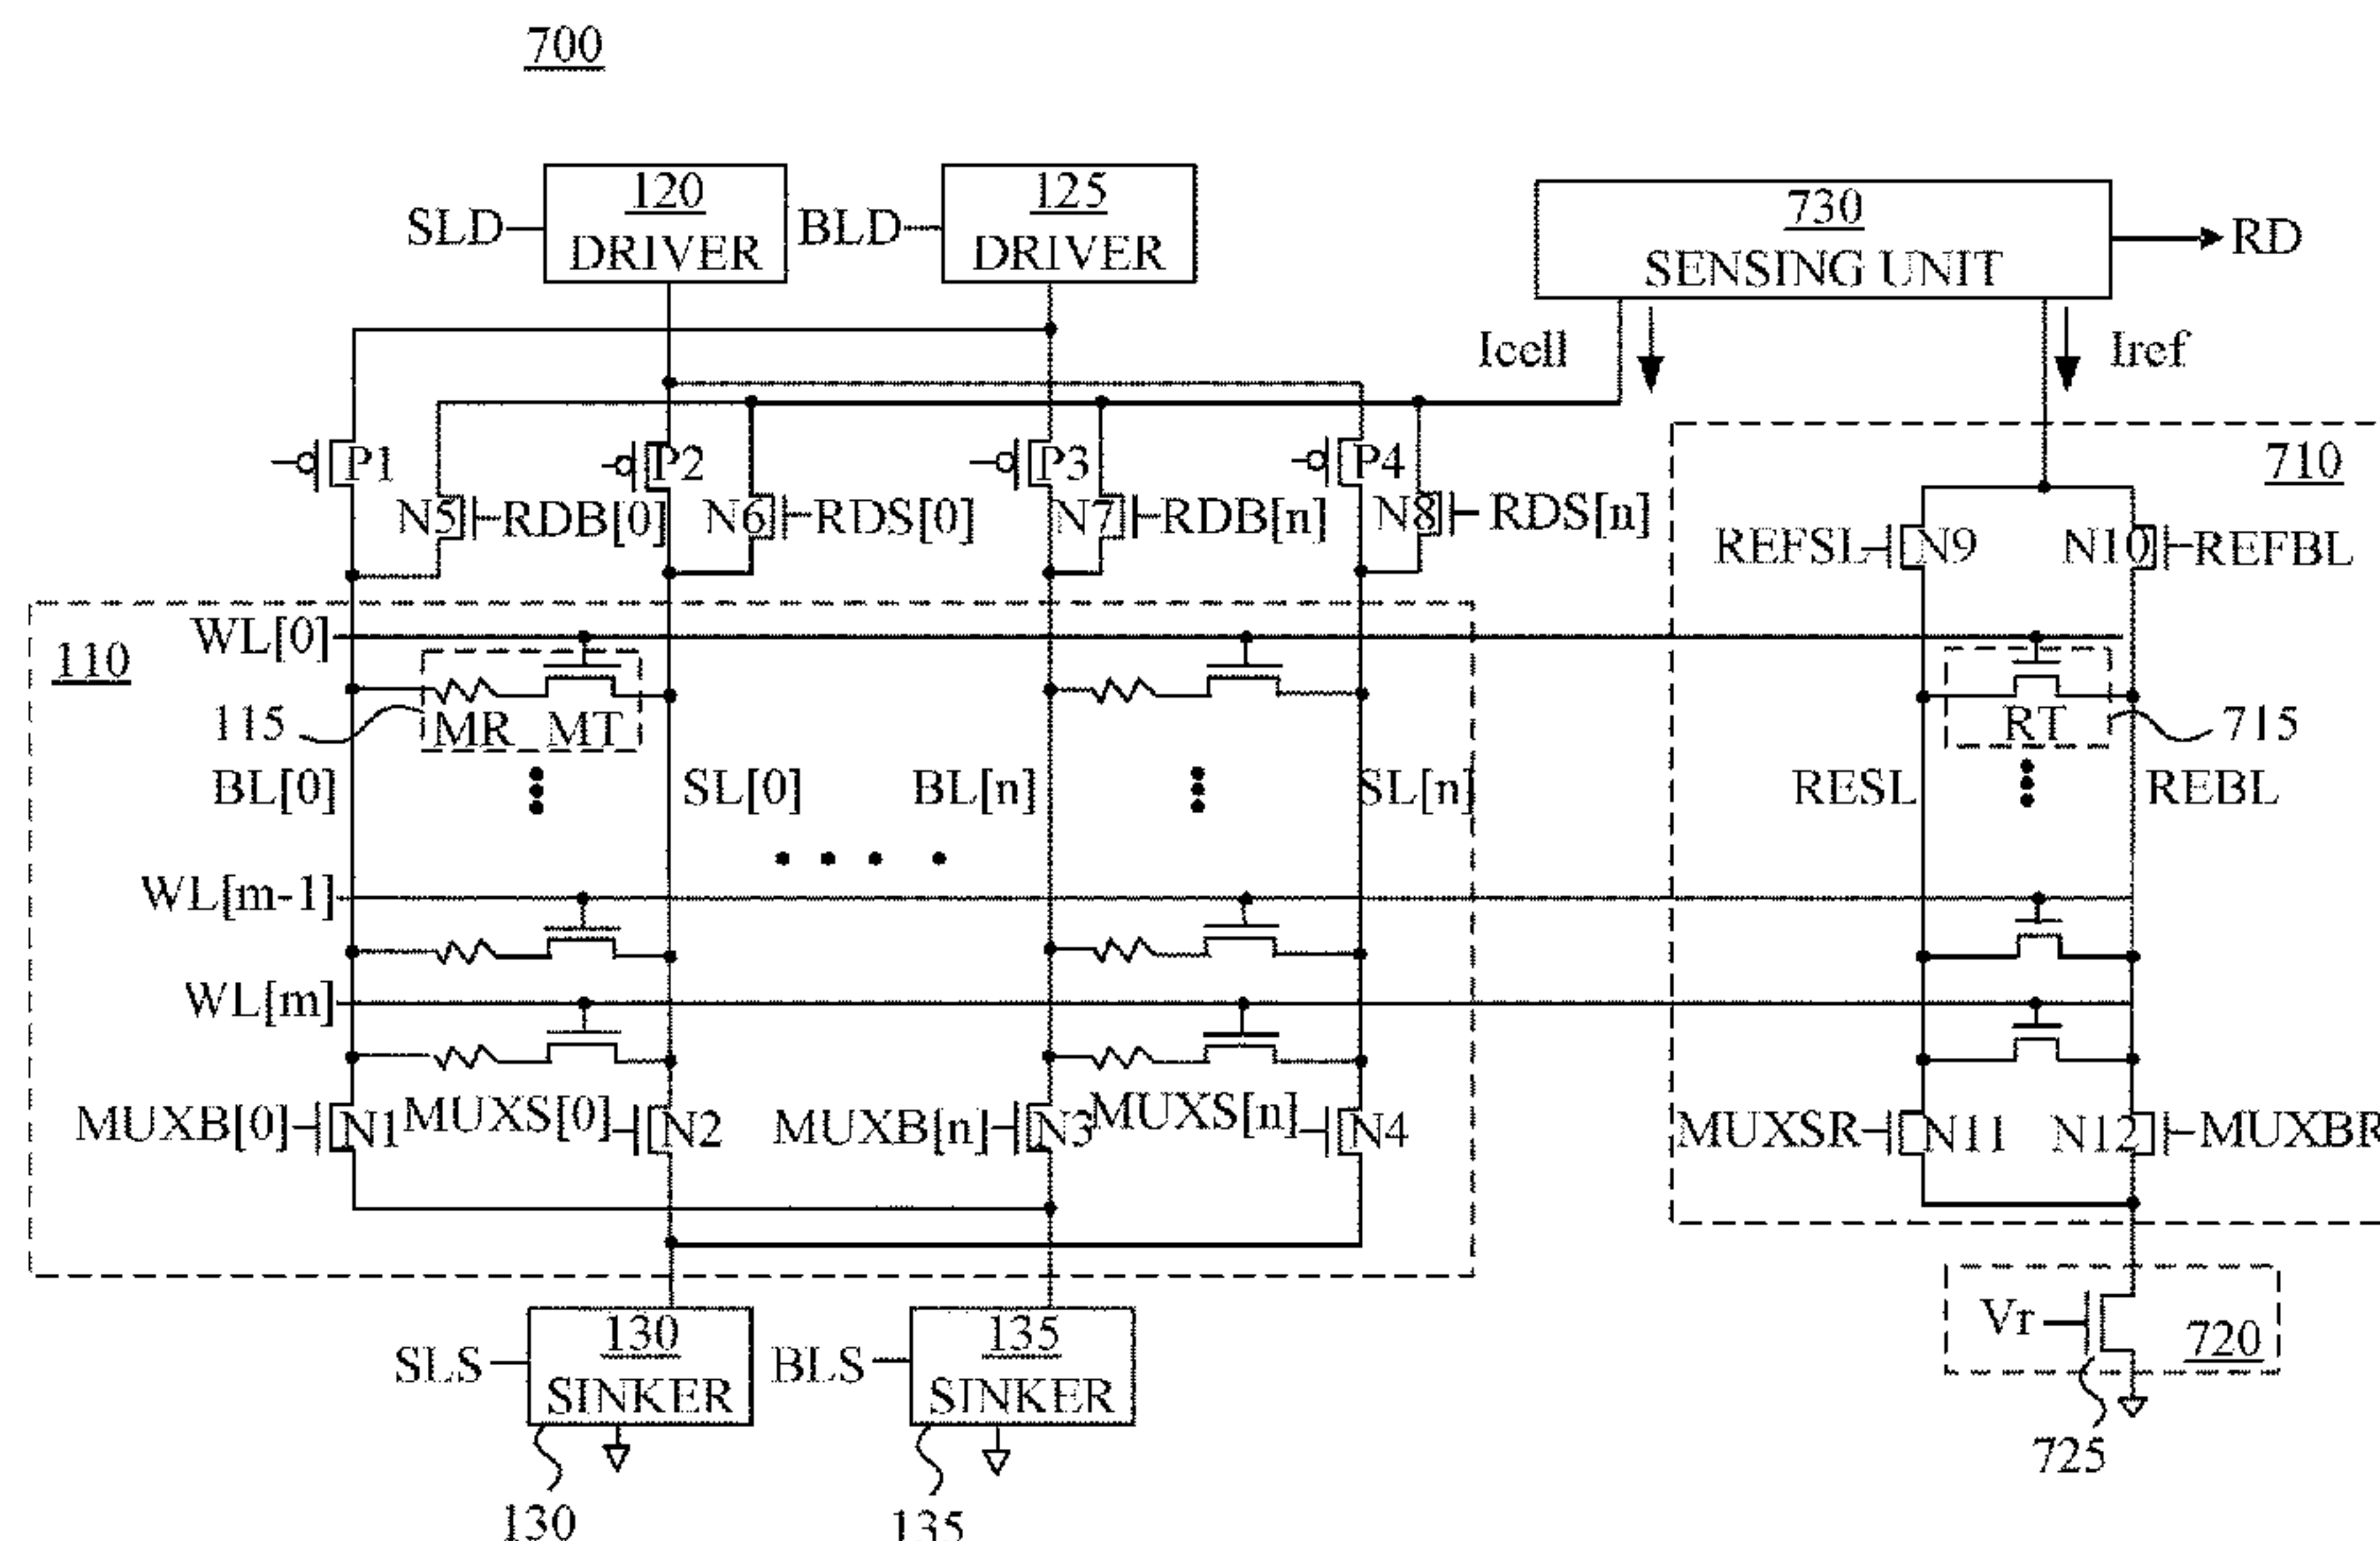 700
120
DRIVER
125
DRIVER
730
SENSING UNIT
SLD
BLD
RD
Icell
Iref
P1
P2
P3
P4
710
N5
RDB[0]
N6
RDS[0]
N7
RDB[n]
N8
RDS[n]
REFSL
N9
N10
REFBL
110
WL[0]
115
MR
MT
RT
715
BL[0]
SL[0]
BL[n]
SL[n]
RESL
REBL
WL[m-1]
WL[m]
MUXB[0]
N1
MUXS[0]
N2
MUXB[n]
N3
MUXS[n]
N4
MUXSR
N11
N12
MUXBR
SLS
130
SINKER
BLS
135
SINKER
Vr
720
725
130
135